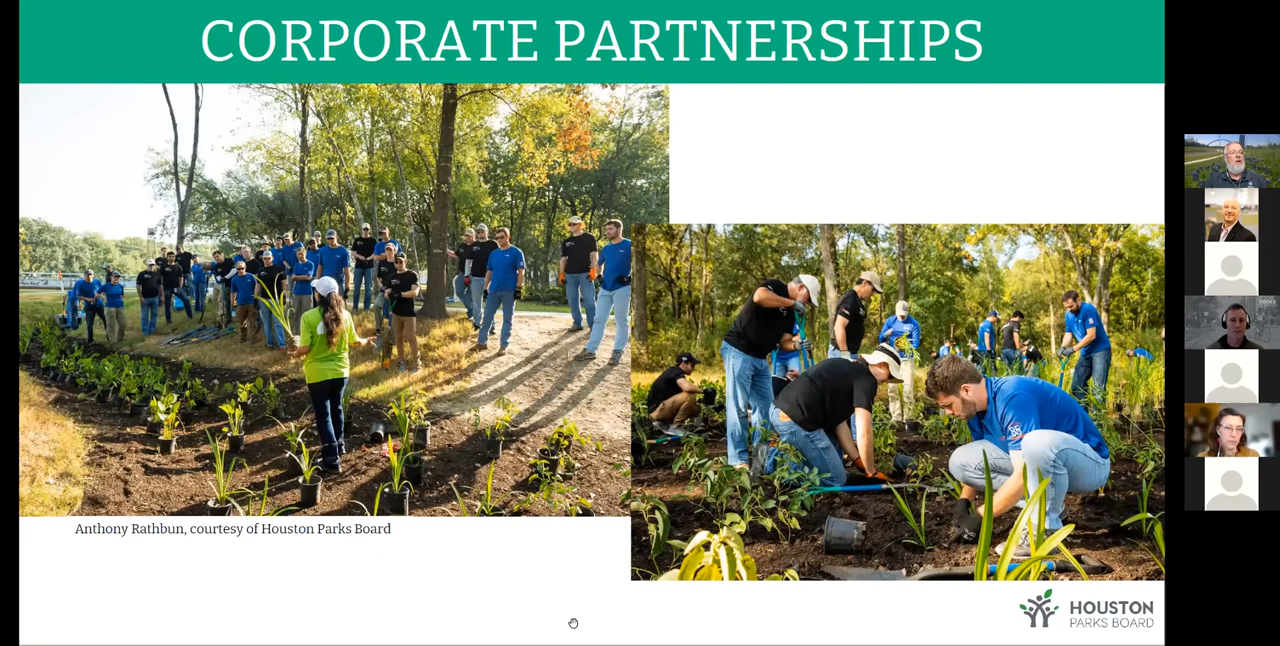 CORPORATE PARTNERSHIPS
Anthony Rathbun, courtesy of Houston Parks Board
HOUSTON
PARKS BOARD